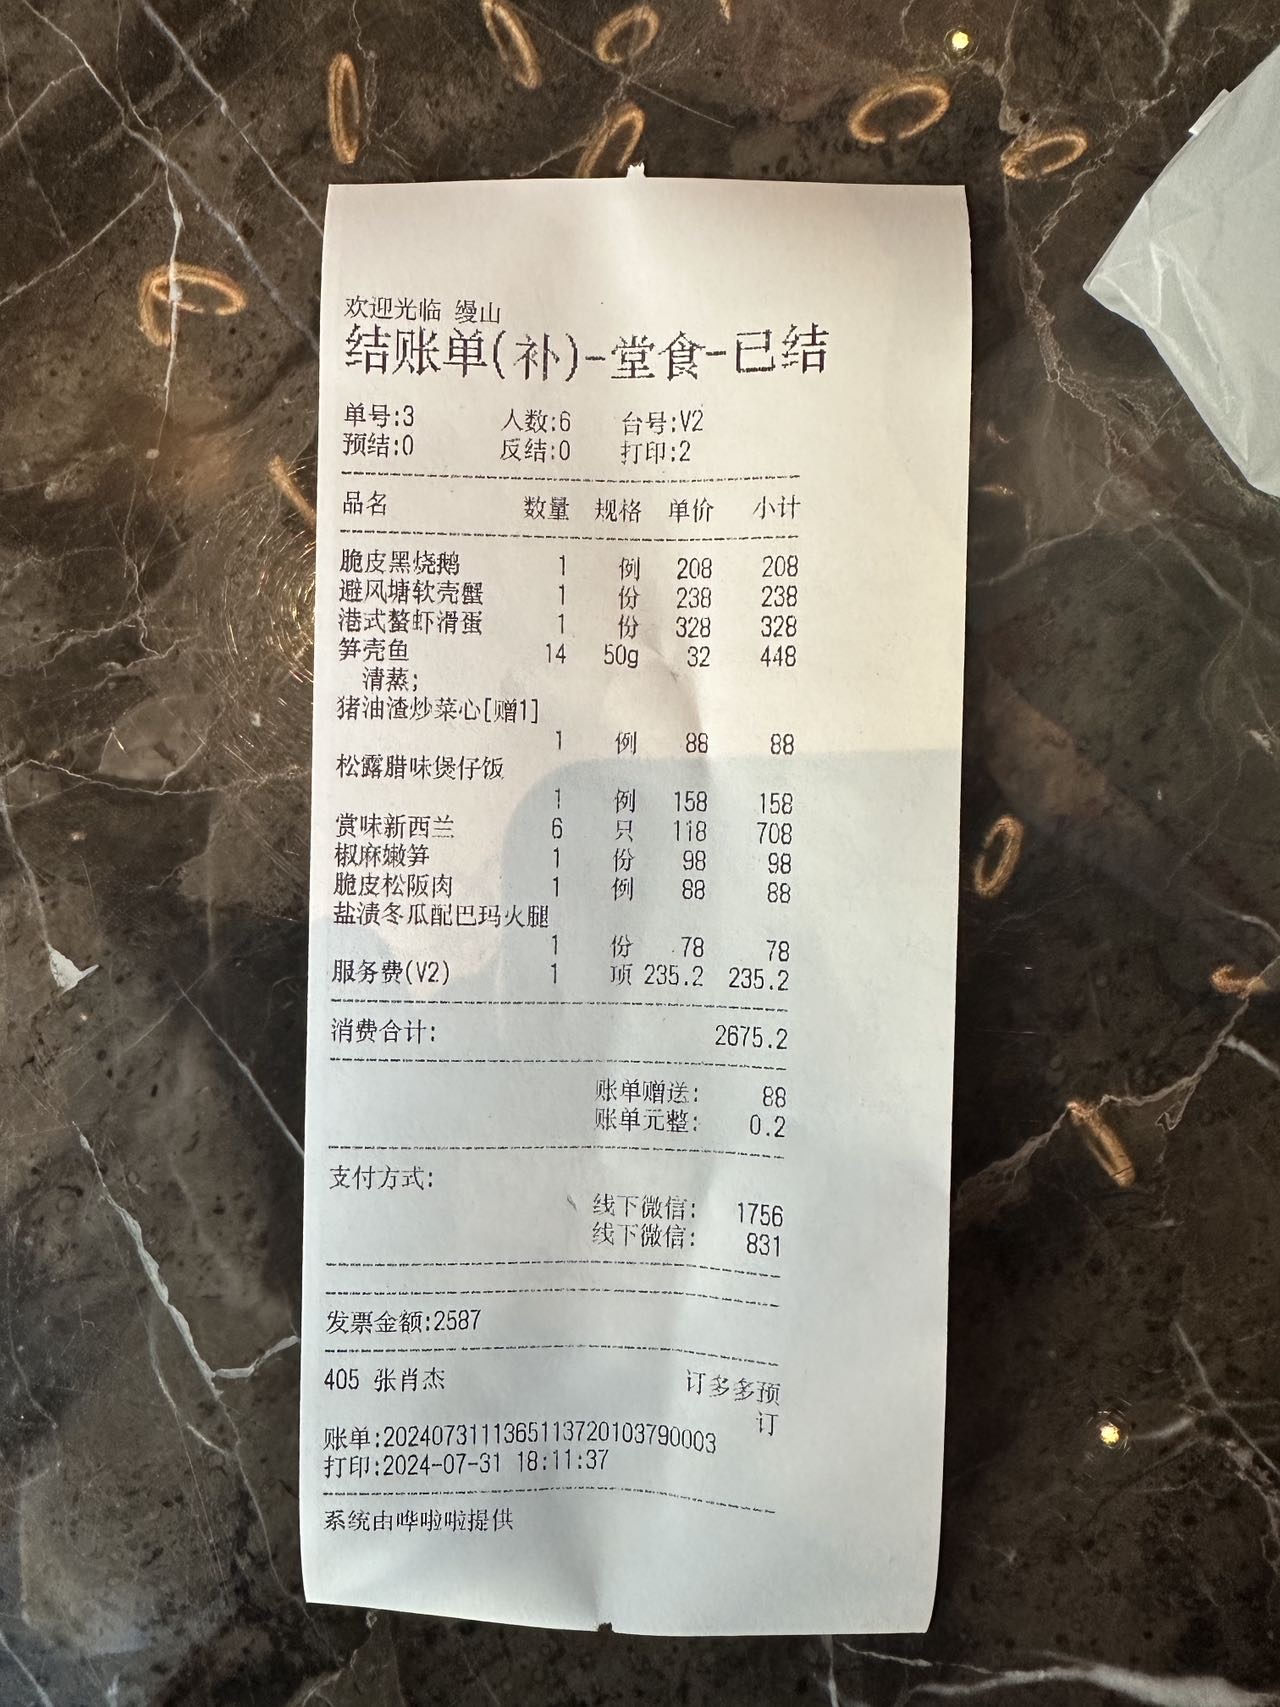 欢迎光临 缦山
结账单(补)-堂食-已结
单号:3 人数:6 台号:V2
预结:0 反结:0 打印:2
品名 数量 规格 单价 小计
脆皮黑烧鹅 1 例 208 208
避风塘软壳蟹 1 份 238 238
港式螯虾滑蛋 1 份 328 328
笋壳鱼 14 50g 32 448
清蒸;
猪油渣炒菜心[赠1]
1 例 88 88
松露腊味煲仔饭
1 例 158 158
赏味新西兰 6 只 118 708
椒麻嫩笋 1 份 98 98
脆皮松阪肉 1 例 88 88
盐渍冬瓜配巴玛火腿
1 份 78 78
服务费(V2) 1 项 235.2 235.2
消费合计: 2675.2
账单赠送: 88
账单元整: 0.2
支付方式:
线下微信: 1756
线下微信: 831
发票金额:2587
405 张肖杰 订多多预
订
账单:2024073111365113720103790003
打印:2024-07-31 18:11:37
系统由哗啦啦提供